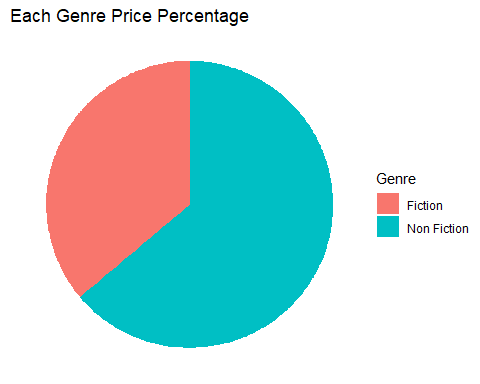 Each Genre Price Percentage
Genre
Fiction
Non Fiction